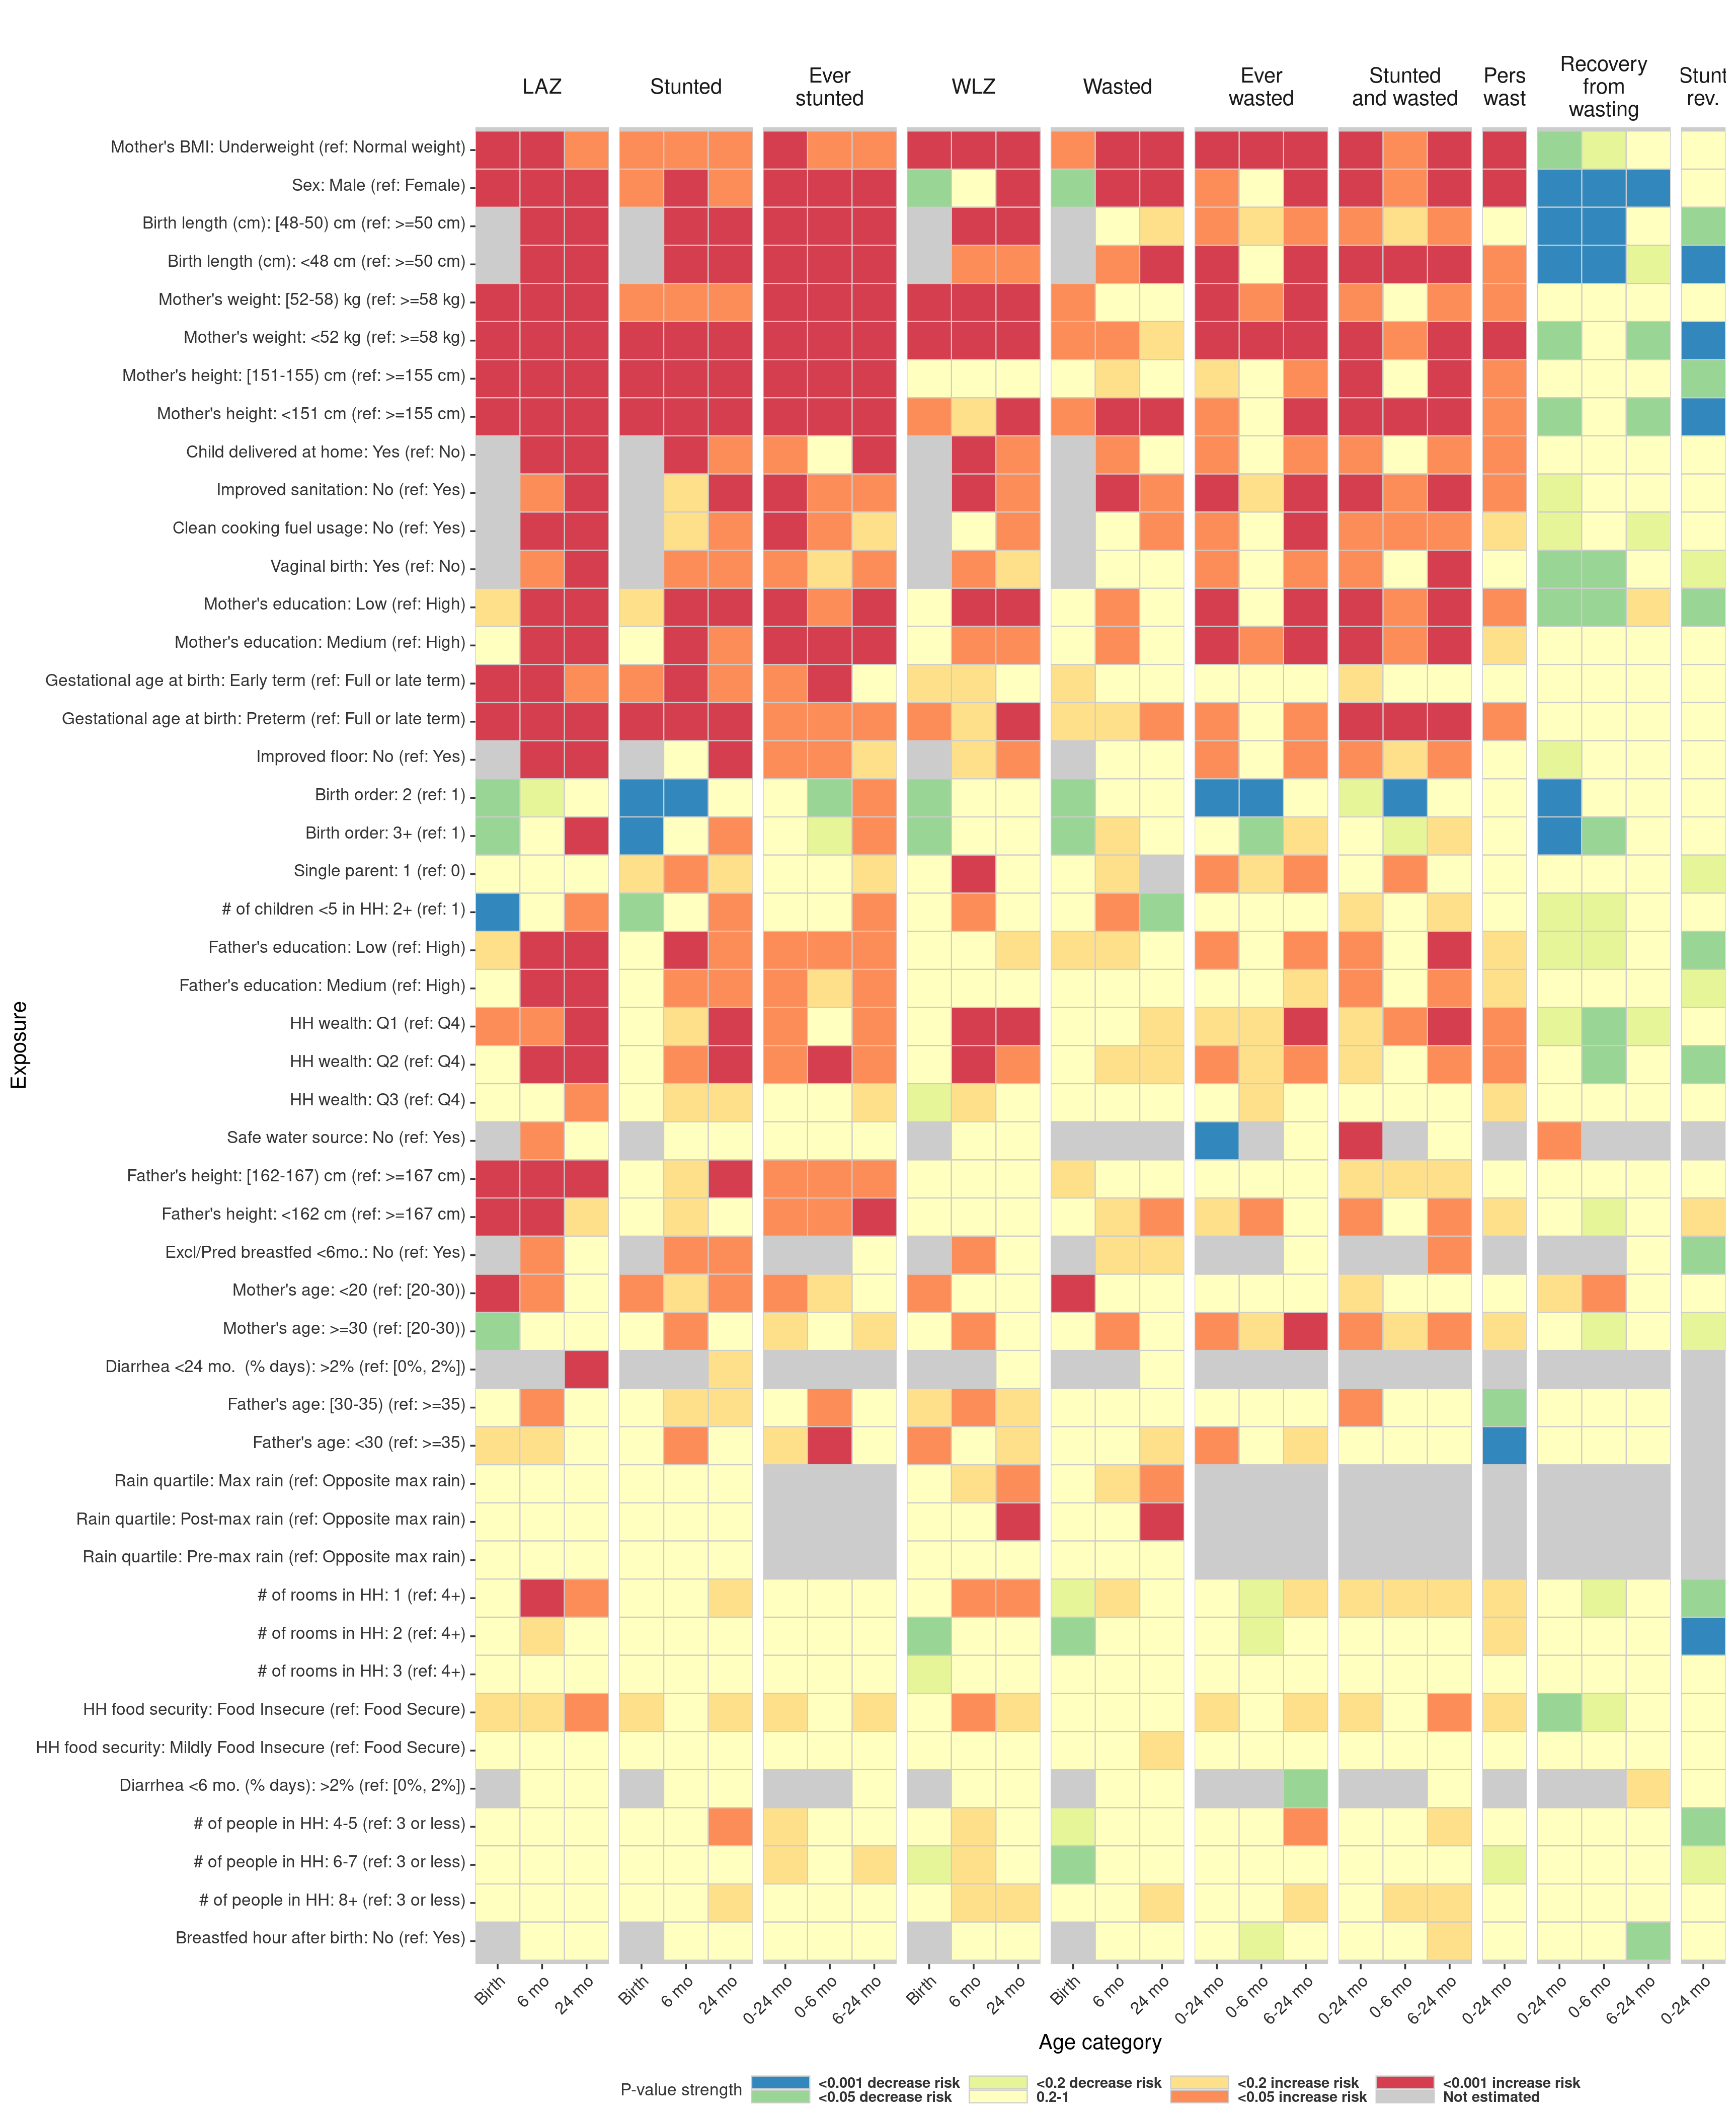 LAZ
Stunted
Ever
stunted
WLZ
Wasted
Ever
wasted
Stunted
and wasted
Pers
wast
Recovery
from
wasting
Stunt
rev.
Exposure
Mother's BMI: Underweight (ref: Normal weight)
Sex: Male (ref: Female)
Birth length (cm): [48-50) cm (ref: >=50 cm)
Birth length (cm): <48 cm (ref: >=50 cm)
Mother's weight: [52-58) kg (ref: >=58 kg)
Mother's weight: <52 kg (ref: >=58 kg)
Mother's height: [151-155) cm (ref: >=155 cm)
Mother's height: <151 cm (ref: >=155 cm)
Child delivered at home: Yes (ref: No)
Improved sanitation: No (ref: Yes)
Clean cooking fuel usage: No (ref: Yes)
Vaginal birth: Yes (ref: No)
Mother's education: Low (ref: High)
Mother's education: Medium (ref: High)
Gestational age at birth: Early term (ref: Full or late term)
Gestational age at birth: Preterm (ref: Full or late term)
Improved floor: No (ref: Yes)
Birth order: 2 (ref: 1)
Birth order: 3+ (ref: 1)
Single parent: 1 (ref: 0)
# of children <5 in HH: 2+ (ref: 1)
Father's education: Low (ref: High)
Father's education: Medium (ref: High)
HH wealth: Q1 (ref: Q4)
HH wealth: Q2 (ref: Q4)
HH wealth: Q3 (ref: Q4)
Safe water source: No (ref: Yes)
Father's height: [162-167) cm (ref: >=167 cm)
Father's height: <162 cm (ref: >=167 cm)
Excl/Pred breastfed <6mo.: No (ref: Yes)
Mother's age: <20 (ref: [20-30))
Mother's age: >=30 (ref: [20-30))
Diarrhea <24 mo.  (% days): >2% (ref: [0%, 2%])
Father's age: [30-35) (ref: >=35)
Father's age: <30 (ref: >=35)
Rain quartile: Max rain (ref: Opposite max rain)
Rain quartile: Post-max rain (ref: Opposite max rain)
Rain quartile: Pre-max rain (ref: Opposite max rain)
# of rooms in HH: 1 (ref: 4+)
# of rooms in HH: 2 (ref: 4+)
# of rooms in HH: 3 (ref: 4+)
HH food security: Food Insecure (ref: Food Secure)
HH food security: Mildly Food Insecure (ref: Food Secure)
Diarrhea <6 mo. (% days): >2% (ref: [0%, 2%])
# of people in HH: 4-5 (ref: 3 or less)
# of people in HH: 6-7 (ref: 3 or less)
# of people in HH: 8+ (ref: 3 or less)
Breastfed hour after birth: No (ref: Yes)
Birth
6 mo
24 mo
Birth
6 mo
24 mo
0-24 mo
0-6 mo
6-24 mo
Birth
6 mo
24 mo
Birth
6 mo
24 mo
0-24 mo
0-6 mo
6-24 mo
0-24 mo
0-6 mo
6-24 mo
0-24 mo
0-24 mo
0-6 mo
6-24 mo
0-24 mo
Age category
P-value strength
<0.001 decrease risk
<0.2 decrease risk
<0.2 increase risk
<0.001 increase risk
<0.05 decrease risk
0.2-1
<0.05 increase risk
Not estimated